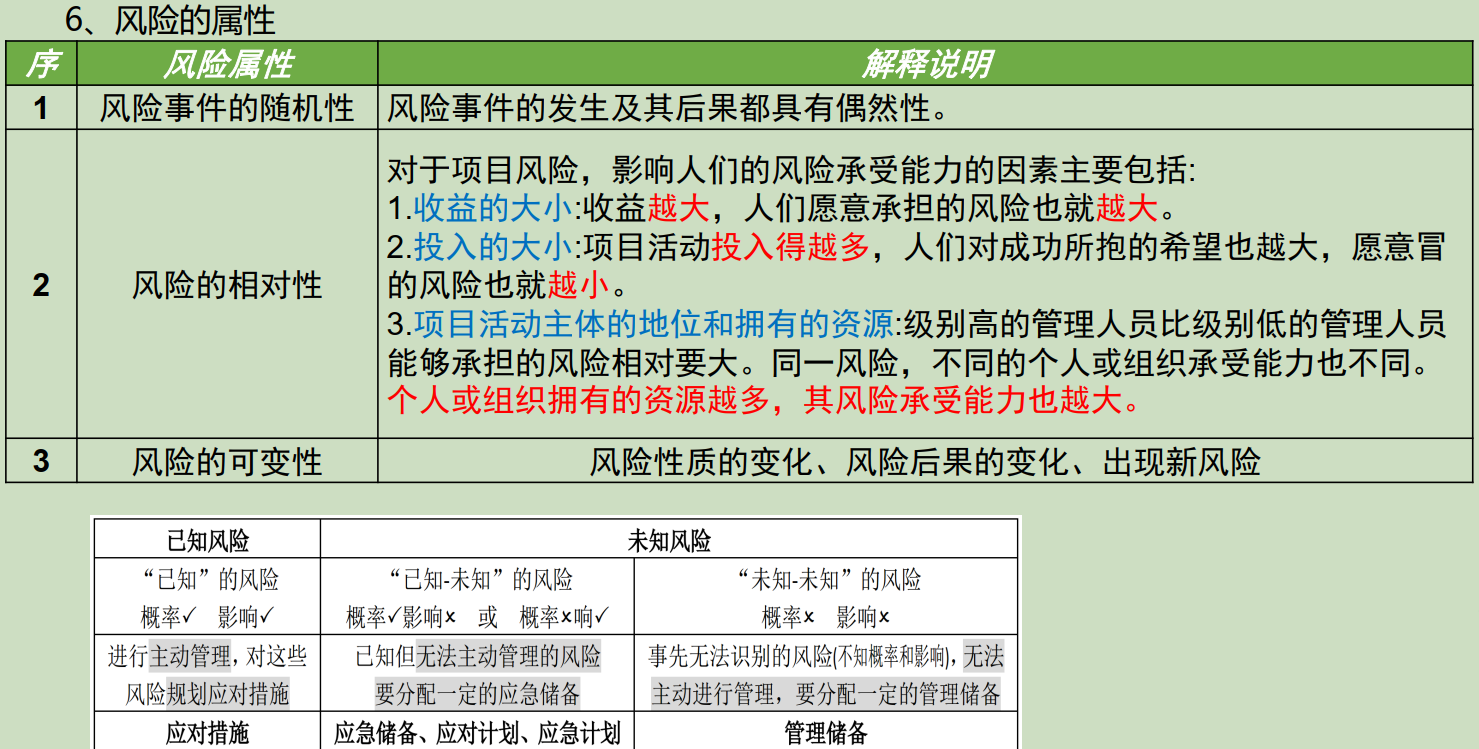 6、风险的属性
序 风险属性 解释说明
1 风险事件的随机性 风险事件的发生及其后果都具有偶然性。
2 风险的相对性
对于项目风险，影响人们的风险承受能力的因素主要包括:
1.收益的大小:收益越大，人们愿意承担的风险也就越大。
2.投入的大小:项目活动投入得越多，人们对成功所抱的希望也越大，愿意冒
的风险也就越小。
3.项目活动主体的地位和拥有的资源:级别高的管理人员比级别低的管理人员
能够承担的风险相对要大。同一风险，不同的个人或组织承受能力也不同。
个人或组织拥有的资源越多，其风险承受能力也越大。
3 风险的可变性 风险性质的变化、风险后果的变化、出现新风险
已知风险 未知风险
“已知”的风险 “已知-未知”的风险 “未知-未知”的风险
概率✓ 影响✓ 概率✓影响× 或 概率×响✓ 概率× 影响×
进行主动管理，对这些 已知但无法主动管理的风险 事先无法识别的风险(不知概率和影响)，无法
风险规划应对措施 要分配一定的应急储备 主动进行管理，要分配一定的管理储备
应对措施 应急储备、应对计划、应急计划 管理储备